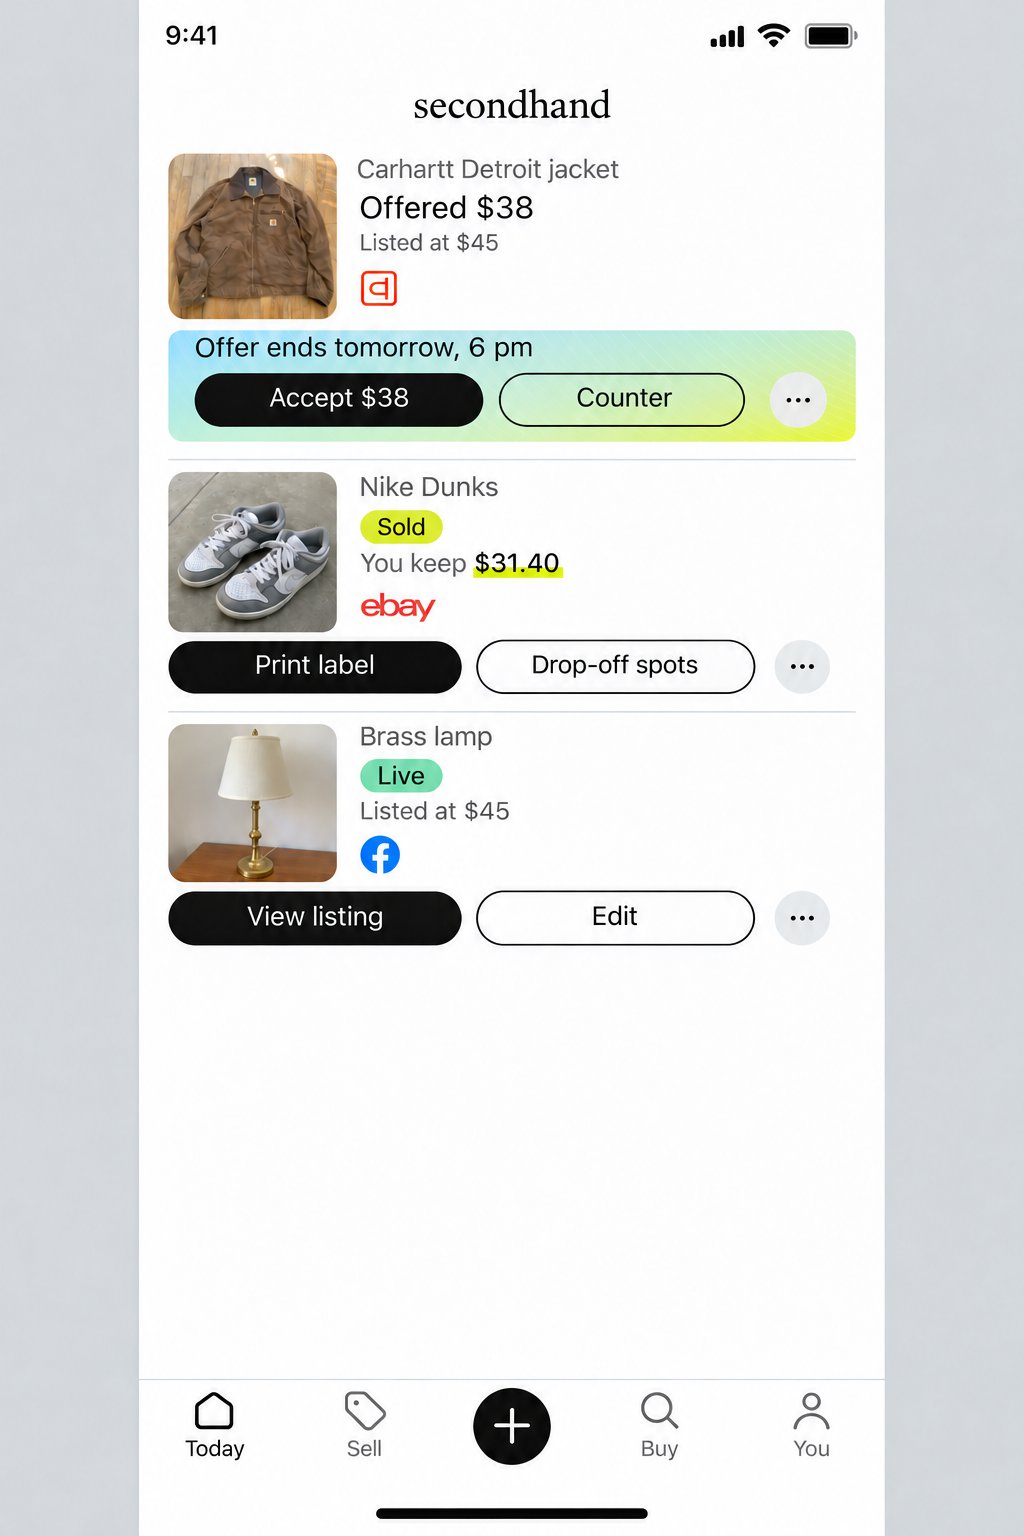 9:41
secondhand
Carhartt Detroit jacket
Offered $38
Listed at $45
Offer ends tomorrow, 6 pm
Accept $38
Counter
Nike Dunks
Sold
You keep $31.40
ebay
Print label
Drop-off spots
Brass lamp
Live
Listed at $45
View listing
Edit
Today
Sell
Buy
You